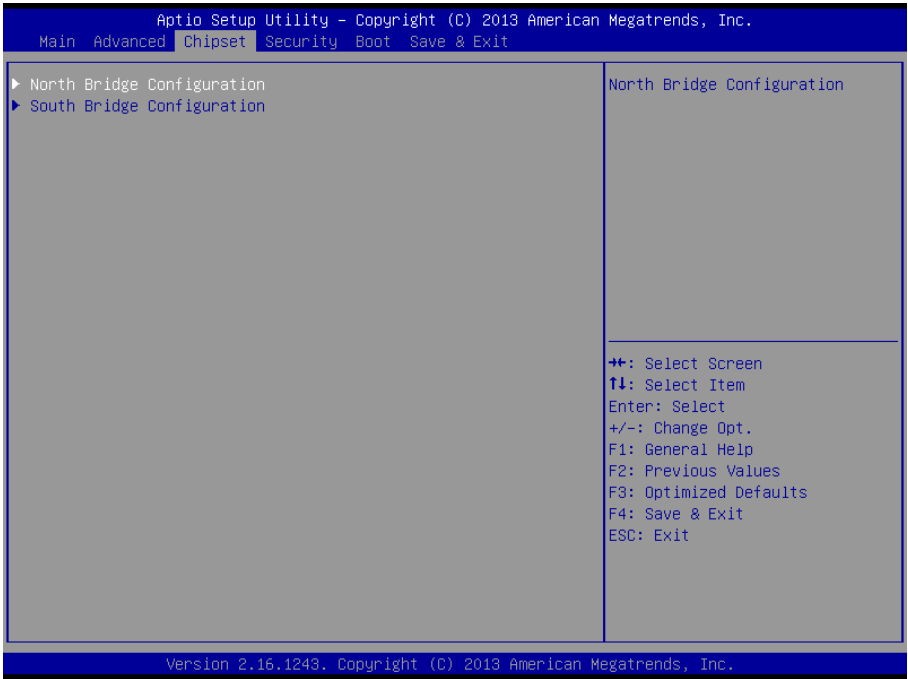 Aptio Setup Utility – Copyright (C) 2013 American Megatrends, Inc.
Main Advanced Chipset Security Boot Save & Exit
▶ North Bridge Configuration
▶ South Bridge Configuration
North Bridge Configuration
→←: Select Screen
↑↓: Select Item
Enter: Select
+/-: Change Opt.
F1: General Help
F2: Previous Values
F3: Optimized Defaults
F4: Save & Exit
ESC: Exit
Version 2.16.1243. Copyright (C) 2013 American Megatrends, Inc.